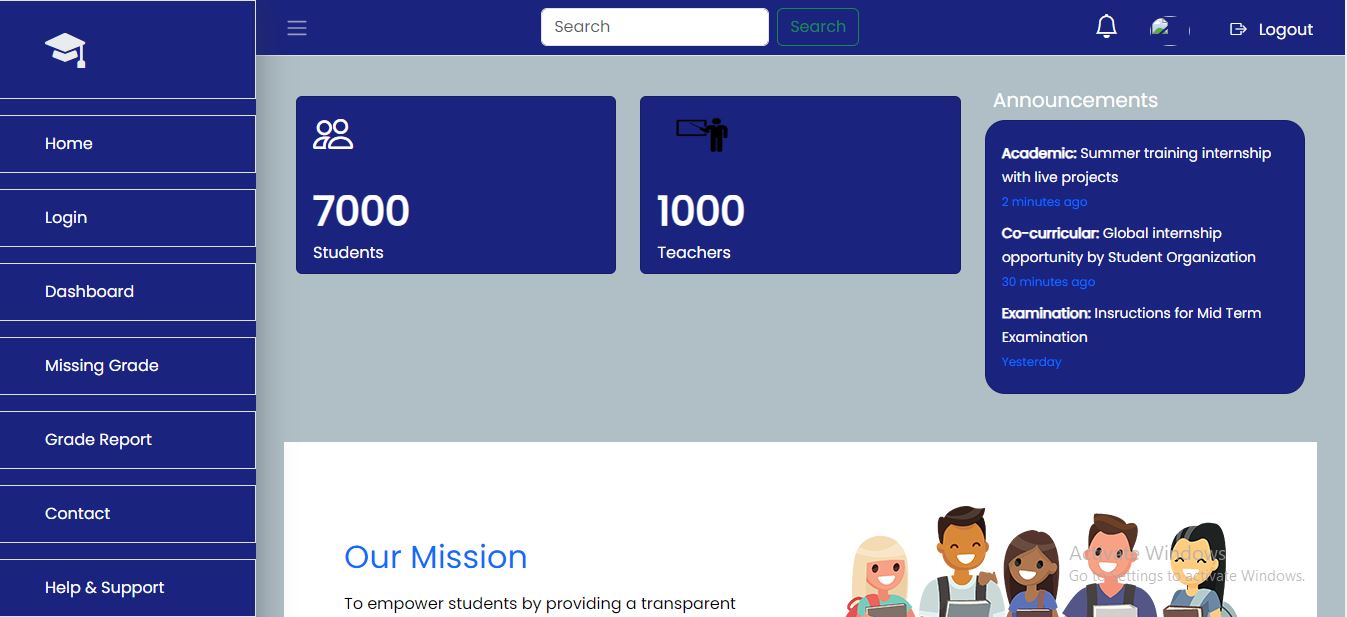 Search
Search
Logout
Home
Login
Dashboard
Missing Grade
Grade Report
Contact
Help & Support
7000
Students
1000
Teachers
Announcements
Academic: Summer training internship
with live projects
2 minutes ago
Co-curricular: Global internship
opportunity by Student Organization
30 minutes ago
Examination: Insructions for Mid Term
Examination
Yesterday
Our Mission
To empower students by providing a transparent
Activate Windows
Go to Settings to activate Windows.